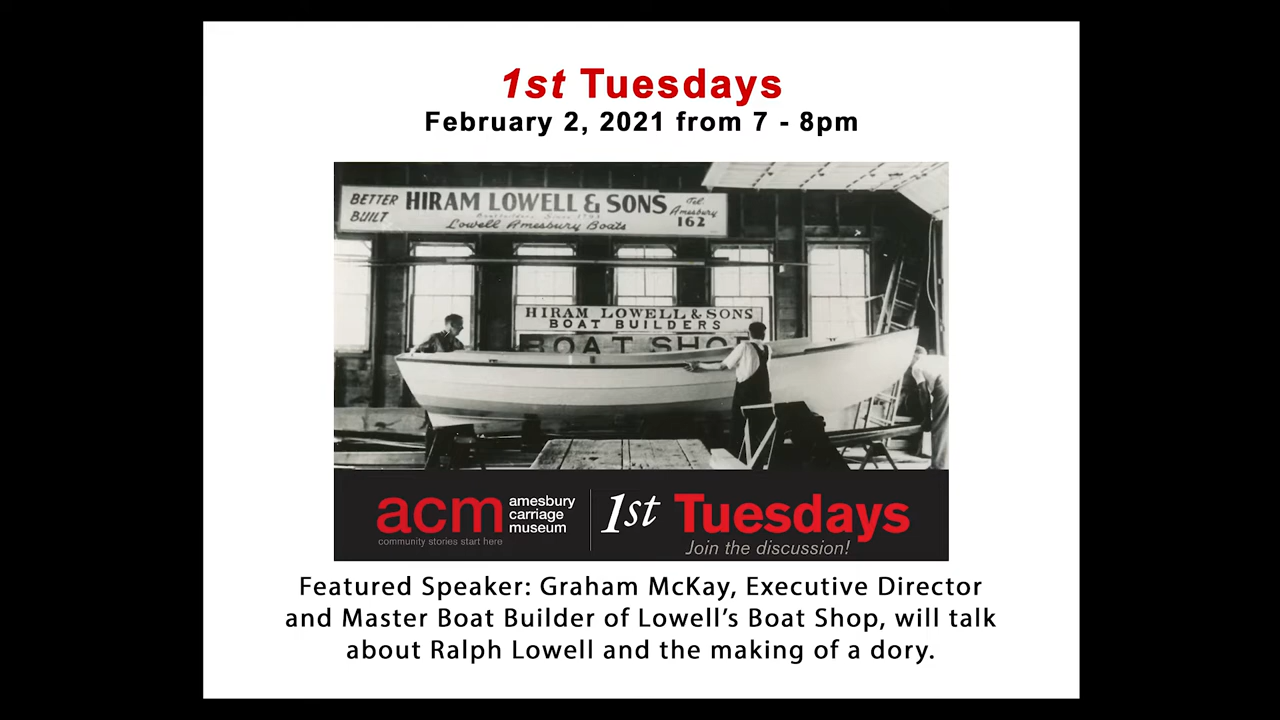 1st Tuesdays
February 2, 2021 from 7 - 8pm
BETTER BUILT
HIRAM LOWELL & SONS
Boatbuilders Since 1793
Lowell Amesbury Boats
Tel. Amesbury 162
HIRAM LOWELL & SONS
BOAT BUILDERS
BOAT SHOP
acm
amesbury
carriage
museum
community stories start here
1st Tuesdays
Join the discussion!
Featured Speaker: Graham McKay, Executive Director
and Master Boat Builder of Lowell’s Boat Shop, will talk
about Ralph Lowell and the making of a dory.